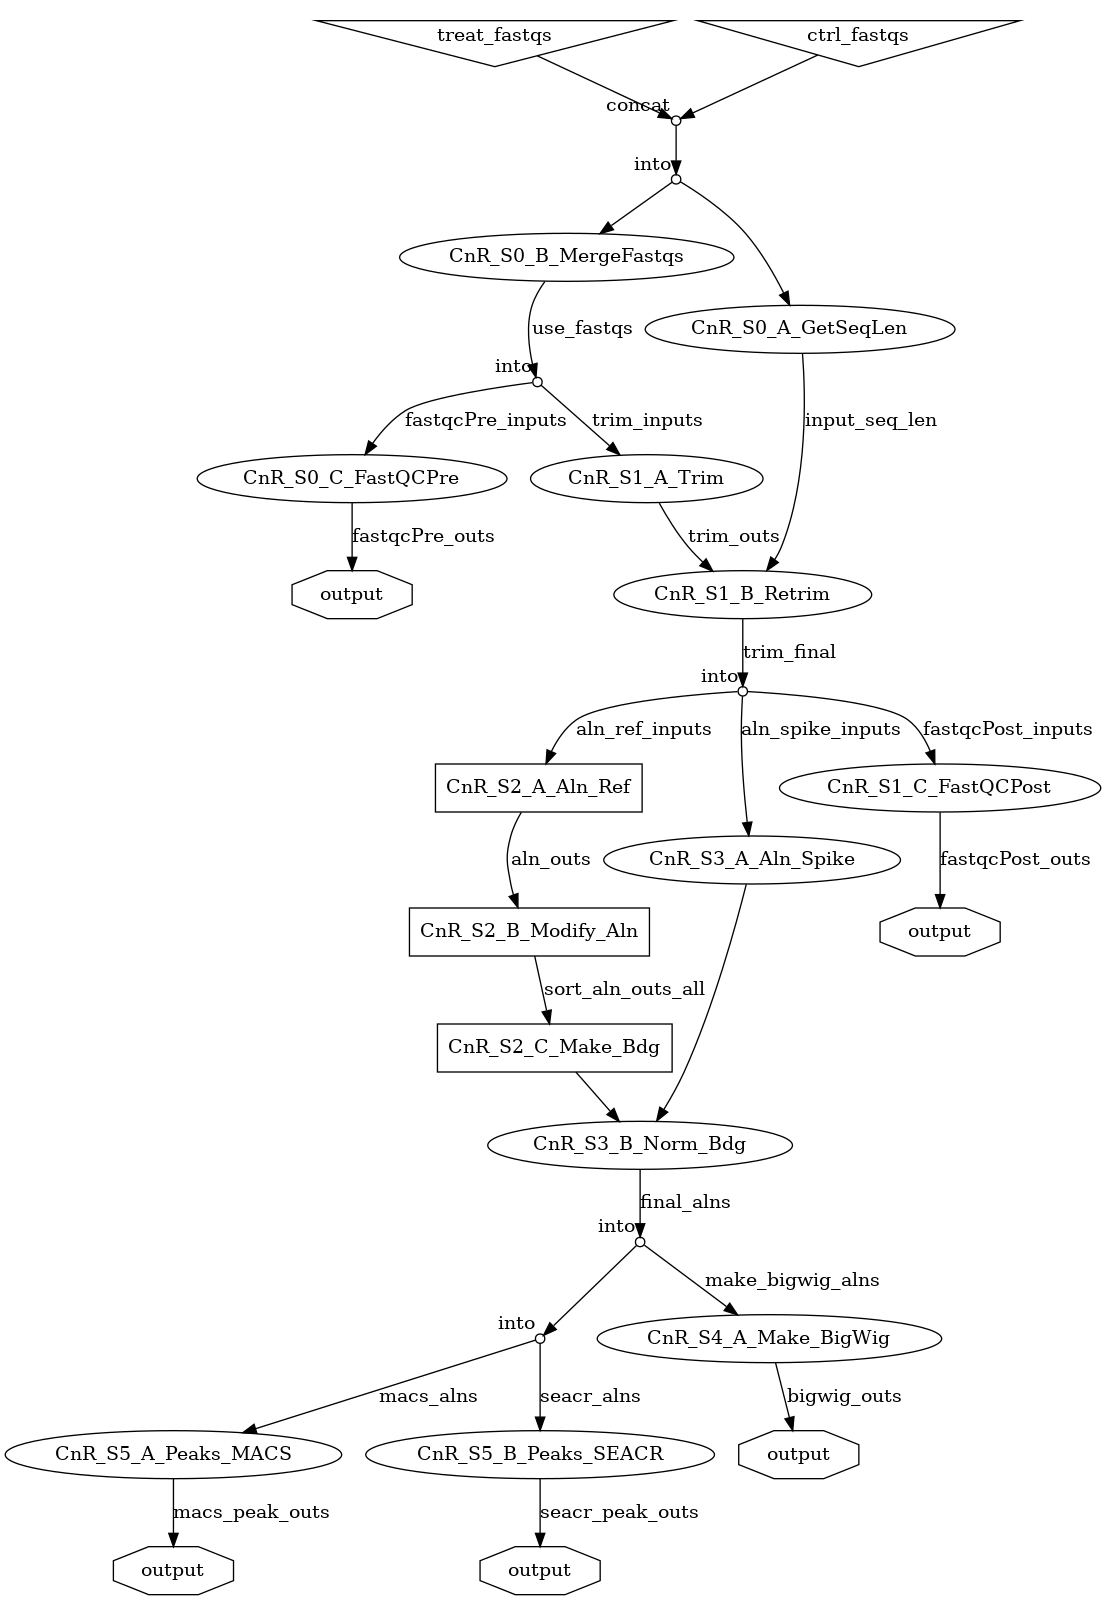 treat_fastqs
ctrl_fastqs
concat
into
CnR_S0_B_MergeFastqs
CnR_S0_A_GetSeqLen
use_fastqs
into
fastqcPre_inputs
trim_inputs
input_seq_len
CnR_S0_C_FastQCPre
CnR_S1_A_Trim
fastqcPre_outs
trim_outs
output
CnR_S1_B_Retrim
trim_final
into
aln_ref_inputs
aln_spike_inputs
fastqcPost_inputs
CnR_S2_A_Aln_Ref
CnR_S1_C_FastQCPost
aln_outs
CnR_S3_A_Aln_Spike
fastqcPost_outs
CnR_S2_B_Modify_Aln
output
sort_aln_outs_all
CnR_S2_C_Make_Bdg
CnR_S3_B_Norm_Bdg
final_alns
into
make_bigwig_alns
into
CnR_S4_A_Make_BigWig
macs_alns
seacr_alns
bigwig_outs
CnR_S5_A_Peaks_MACS
CnR_S5_B_Peaks_SEACR
output
macs_peak_outs
seacr_peak_outs
output
output